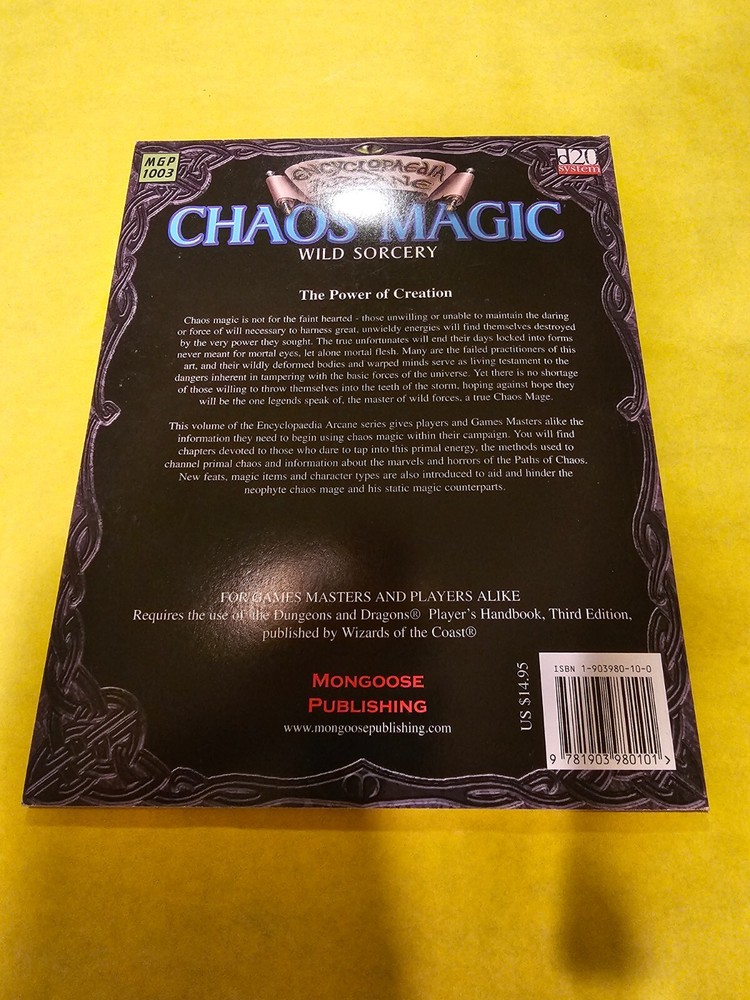 MGP
1003
ENCYCLOPAEDIA
d20
system
CHAOS MAGIC
WILD SORCERY
The Power of Creation
Chaos magic is not for the faint hearted - those unwilling or unable to maintain the daring
or force of will necessary to harness great, unwieldy energies will find themselves destroyed
by the very power they sought. The true unfortunates will end their days locked into forms
never meant for mortal eyes, let alone mortal flesh. Many are the failed practitioners of this
art, and their wildly deformed bodies and warped minds serve as living testament to the
dangers inherent in tampering with the basic forces of the universe. Yet there is no shortage
of those willing to throw themselves into the teeth of the storm, hoping against hope they
will be the one legends speak of, the master of wild forces, a true Chaos Mage.
This volume of the Encyclopaedia Arcane series gives players and Games Masters alike the
information they need to begin using chaos magic within their campaign. You will find
chapters devoted to those who dare to tap into this primal energy, the methods used to
channel primal chaos and information about the marvels and horrors of the Paths of Chaos.
New feats, magic items and character types are also introduced to aid and hinder the
neophyte chaos mage and his static magic counterparts.
FOR GAMES MASTERS AND PLAYERS ALIKE
Requires the use of the Dungeons and Dragons® Player's Handbook, Third Edition,
published by Wizards of the Coast®
MONGOOSE
PUBLISHING
www.mongoosepublishing.com
US $14.95
ISBN 1-903980-10-0
9 781903 980101 >